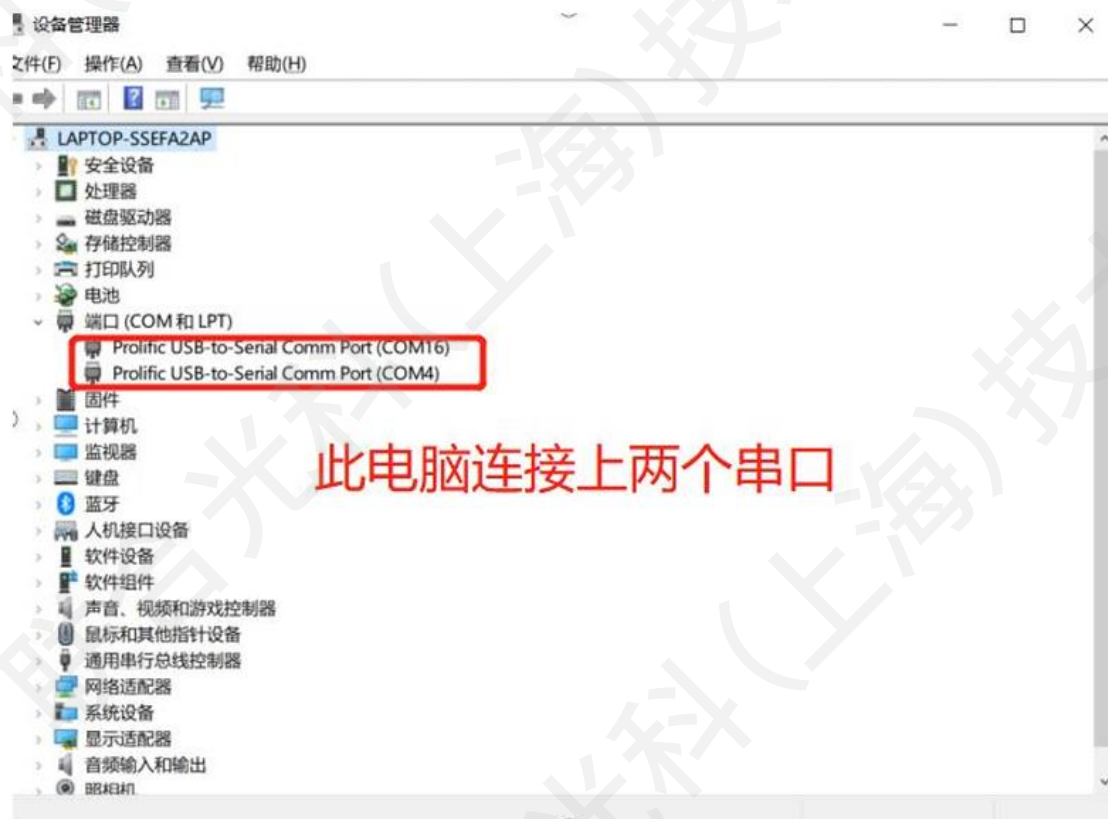 设备管理器
文件(F) 操作(A) 查看(V) 帮助(H)
LAPTOP-SSEFA2AP
安全设备
处理器
磁盘驱动器
存储控制器
打印队列
电池
端口 (COM 和 LPT)
Prolific USB-to-Serial Comm Port (COM16)
Prolific USB-to-Serial Comm Port (COM4)
固件
计算机
监视器
此电脑连接上两个串口
键盘
蓝牙
人机接口设备
软件设备
软件组件
声音、视频和游戏控制器
鼠标和其他指针设备
通用串行总线控制器
网络适配器
系统设备
显示适配器
音频输入和输出
照相机